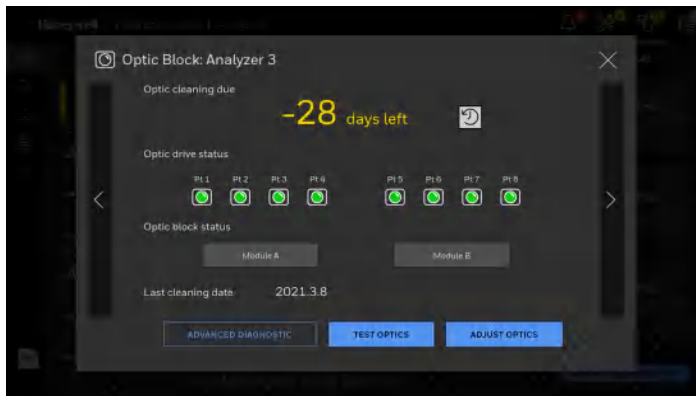 Honeywell
Optic Block: Analyzer 3
Optic cleaning due
-28 days left
Optic drive status
Pt 1 Pt 2 Pt 3 Pt 4 Pt 5 Pt 6 Pt 7 Pt 8
Optic block status
Module A Module B
Last cleaning date 2021.3.8
ADVANCED DIAGNOSTIC TEST OPTICS ADJUST OPTICS